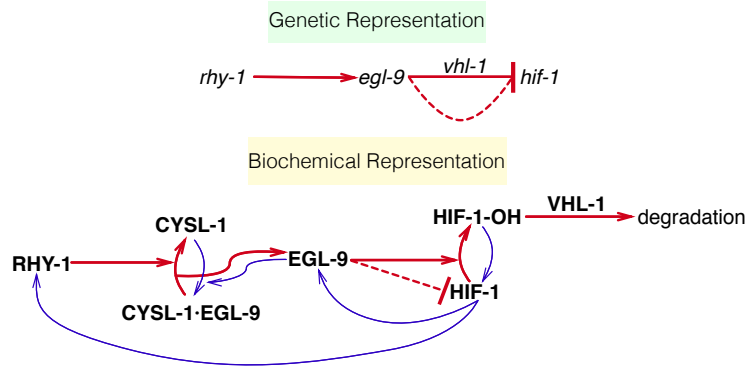 Genetic Representation
rhy-1 egl-9 vhl-1 hif-1
Biochemical Representation
CYSL-1 HIF-1-OH VHL-1 degradation
RHY-1 EGL-9 HIF-1
CYSL-1·EGL-9